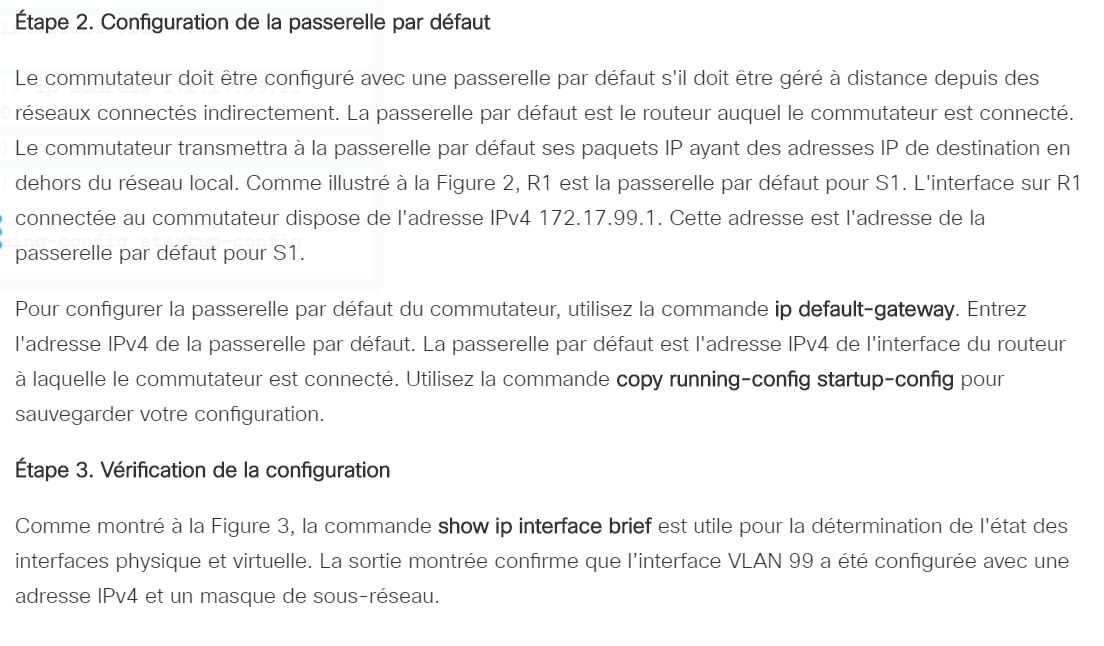 Étape 2. Configuration de la passerelle par défaut
Le commutateur doit être configuré avec une passerelle par défaut s'il doit être géré à distance depuis des
réseaux connectés indirectement. La passerelle par défaut est le routeur auquel le commutateur est connecté.
Le commutateur transmettra à la passerelle par défaut ses paquets IP ayant des adresses IP de destination en
dehors du réseau local. Comme illustré à la Figure 2, R1 est la passerelle par défaut pour S1. L'interface sur R1
connectée au commutateur dispose de l'adresse IPv4 172.17.99.1. Cette adresse est l'adresse de la
passerelle par défaut pour S1.
Pour configurer la passerelle par défaut du commutateur, utilisez la commande ip default-gateway. Entrez
l'adresse IPv4 de la passerelle par défaut. La passerelle par défaut est l'adresse IPv4 de l'interface du routeur
à laquelle le commutateur est connecté. Utilisez la commande copy running-config startup-config pour
sauvegarder votre configuration.
Étape 3. Vérification de la configuration
Comme montré à la Figure 3, la commande show ip interface brief est utile pour la détermination de l'état des
interfaces physique et virtuelle. La sortie montrée confirme que l’interface VLAN 99 a été configurée avec une
adresse IPv4 et un masque de sous-réseau.